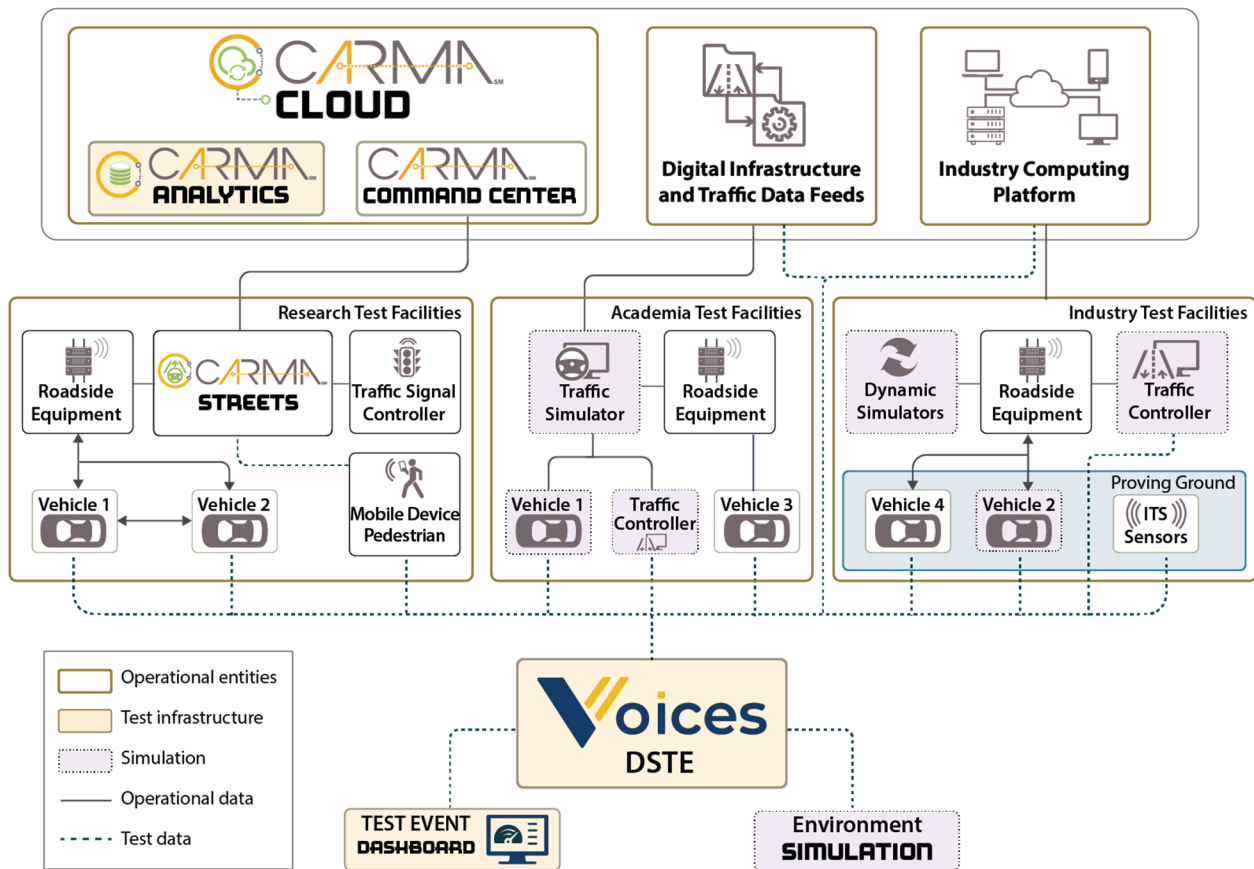 CARMA SM
CLOUD
CARMA SM
ANALYTICS
CARMA SM
COMMAND CENTER
Digital Infrastructure
and Traffic Data Feeds
Industry Computing
Platform
Research Test Facilities
Roadside
Equipment
CARMA SM
STREETS
Traffic Signal
Controller
Vehicle 1
Vehicle 2
Mobile Device
Pedestrian
Academia Test Facilities
Traffic
Simulator
Roadside
Equipment
Vehicle 1
Traffic
Controller
Vehicle 3
Industry Test Facilities
Dynamic
Simulators
Roadside
Equipment
Traffic
Controller
Proving Ground
Vehicle 4
Vehicle 2
ITS
Sensors
Operational entities
Test infrastructure
Simulation
Operational data
Test data
Voices
DSTE
TEST EVENT
DASHBOARD
Environment
SIMULATION